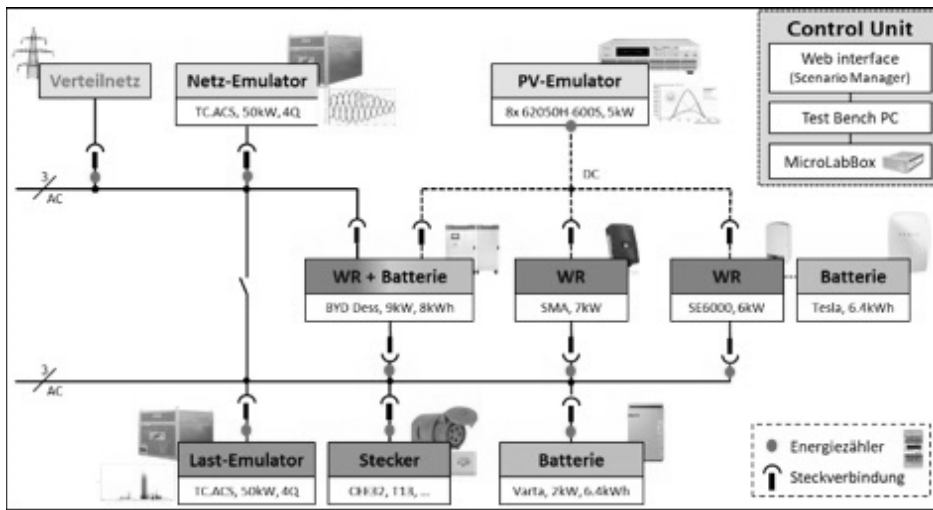 Control Unit
Web interface
(Scenario Manager)
Test Bench PC
MicroLabBox
Verteilnetz
Netz-Emulator
TC.ACS, 50kW, 4Q
PV-Emulator
8x 62050H-600S, 5kW
3
AC
DC
WR + Batterie
BYD Dess, 9kW, 8kWh
WR
SMA, 7kW
WR
SE6000, 6kW
Batterie
Tesla, 6.4kWh
3
AC
Last-Emulator
TC.ACS, 50kW, 4Q
Stecker
CEE32, T13, ...
Batterie
Varta, 2kW, 6.4kWh
Energiezähler
Steckverbindung